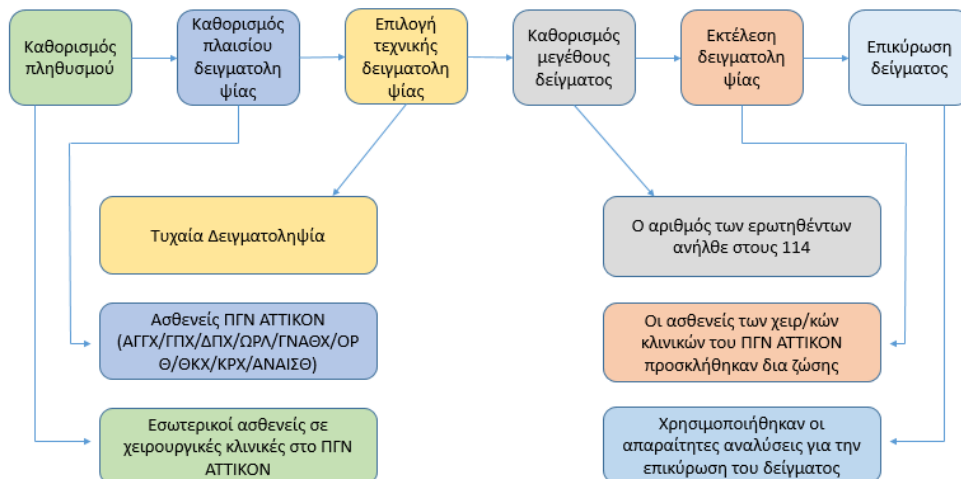 Καθορισμός
πληθυσμού
Καθορισμός
πλαισίου
δειγματολη
ψίας
Επιλογή
τεχνικής
δειγματολη
ψίας
Καθορισμός
μεγέθους
δείγματος
Εκτέλεση
δειγματολη
ψίας
Επικύρωση
δείγματος
Τυχαία Δειγματοληψία
Ο αριθμός των ερωτηθέντων
ανήλθε στους 114
Ασθενείς ΠΓΝ ΑΤΤΙΚΟΝ
(ΑΓΓΧ/ΓΠΧ/ΔΠΧ/ΩΡΛ/ΓΝΑΘΧ/ΟΡ
Θ/ΘΚΧ/ΚΡΧ/ΑΝΑΙΣΘ)
Οι ασθενείς των χειρ/κών
κλινικών του ΠΓΝ ΑΤΤΙΚΟΝ
προσκλήθηκαν δια ζώσης
Εσωτερικοί ασθενείς σε
χειρουργικές κλινικές στο ΠΓΝ
ΑΤΤΙΚΟΝ
Χρησιμοποιήθηκαν οι
απαραίτητες αναλύσεις για την
επικύρωση του δείγματος